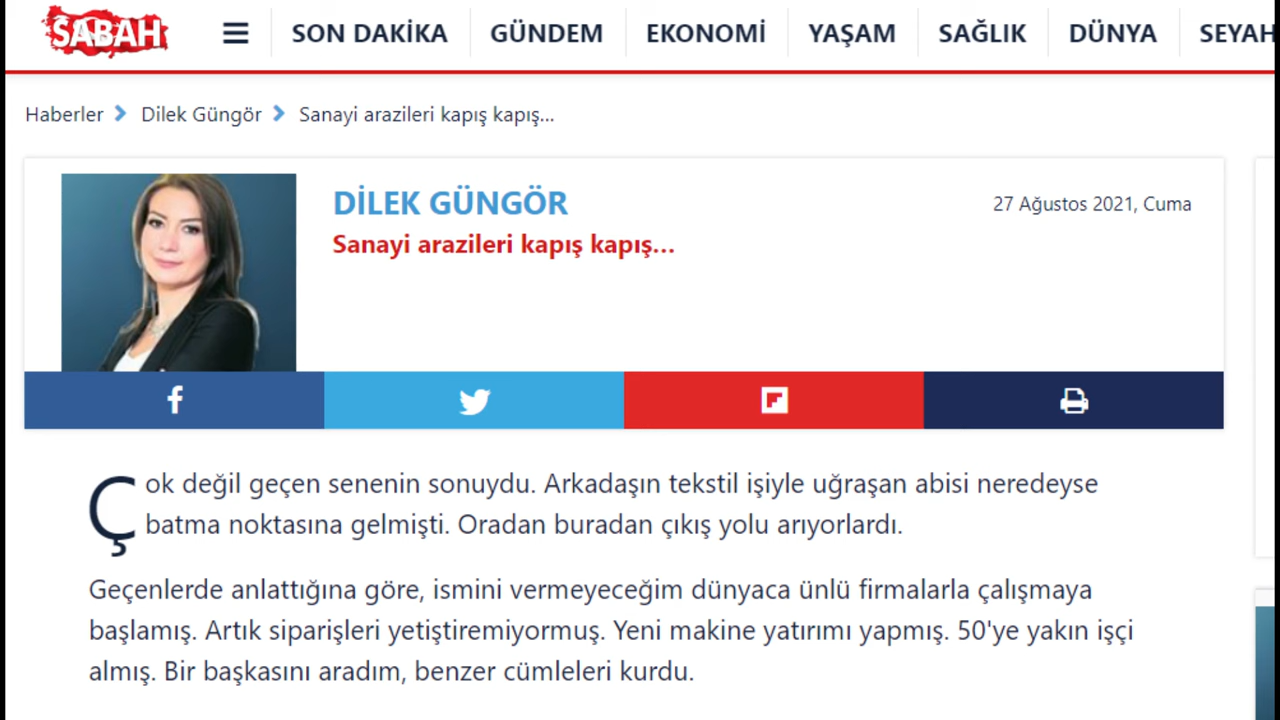 SABAH
SON DAKİKA GÜNDEM EKONOMİ YAŞAM SAĞLIK DÜNYA SEYAH
Haberler Dilek Güngör Sanayi arazileri kapış kapış...
DİLEK GÜNGÖR
27 Ağustos 2021, Cuma
Sanayi arazileri kapış kapış...
Çok değil geçen senenin sonuydu. Arkadaşın tekstil işiyle uğraşan abisi neredeyse
batma noktasına gelmişti. Oradan buradan çıkış yolu arıyorlardı.
Geçenlerde anlattığına göre, ismini vermeyeceğim dünyaca ünlü firmalarla çalışmaya
başlamış. Artık siparişleri yetiştiremiyormuş. Yeni makine yatırımı yapmış. 50'ye yakın işçi
almış. Bir başkasını aradım, benzer cümleleri kurdu.